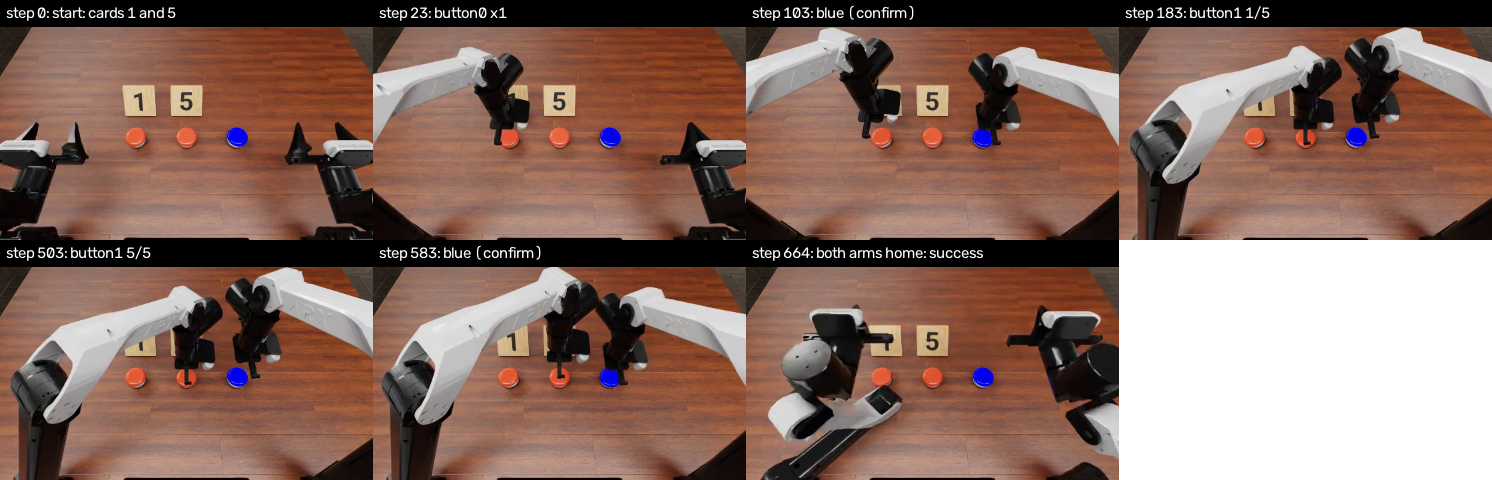 step 0: start: cards 1 and 5
1 5
step 23: button0 x1
5
step 103: blue (confirm)
5
step 183: button1 1/5
1
step 503: button1 5/5
1
step 583: blue (confirm)
1
step 664: both arms home: success
1 5